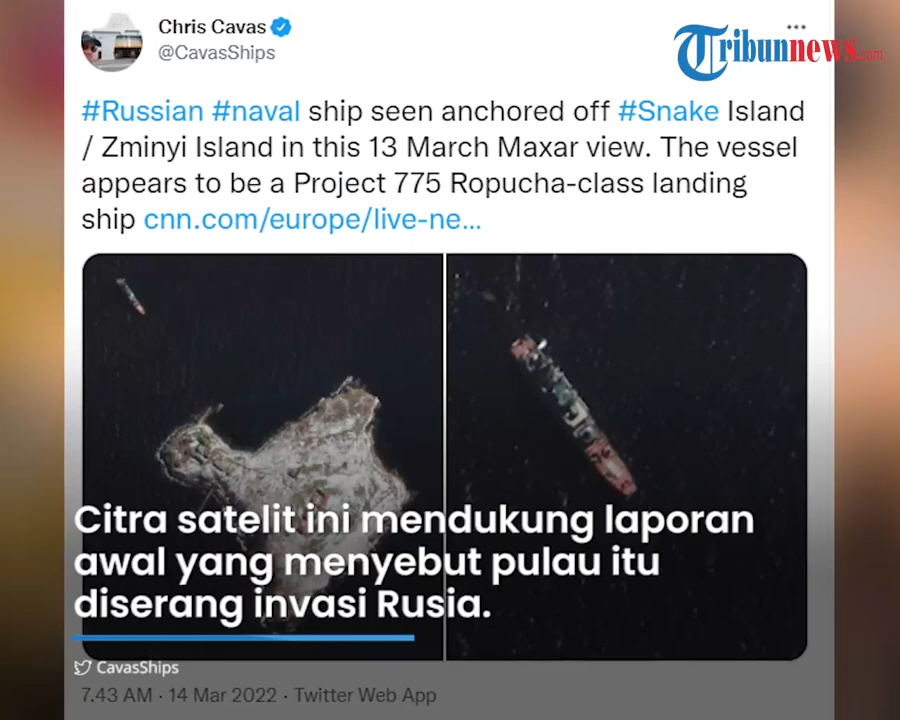 Chris Cavas
@CavasShips
Tribunnews.com
#Russian #naval ship seen anchored off #Snake Island
/ Zminyi Island in this 13 March Maxar view. The vessel
appears to be a Project 775 Ropucha-class landing
ship cnn.com/europe/live-ne...
Citra satelit ini mendukung laporan
awal yang menyebut pulau itu
diserang invasi Rusia.
CavasShips
7.43 AM · 14 Mar 2022 · Twitter Web App